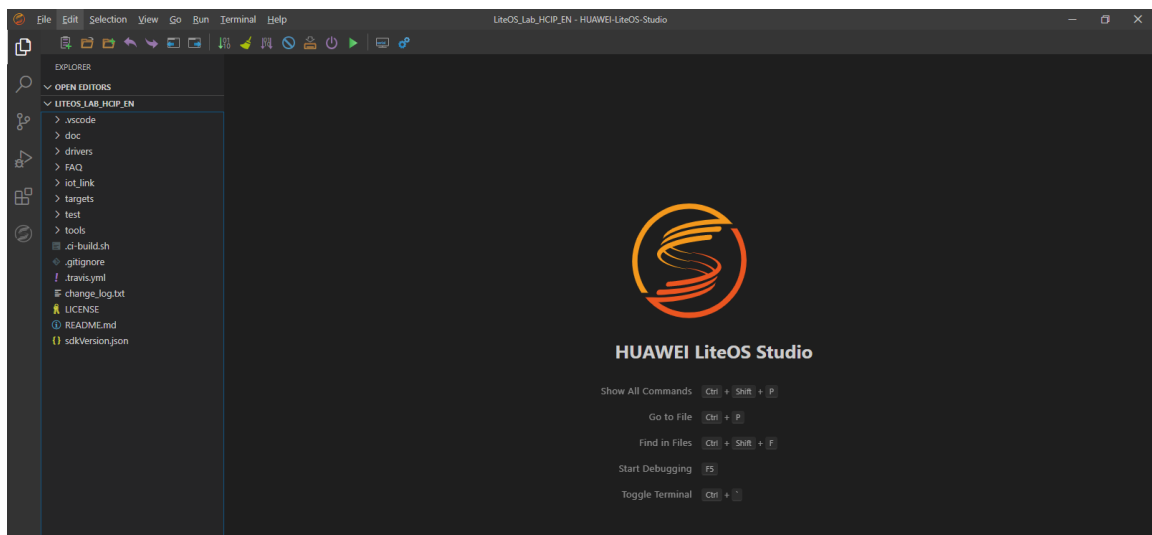 File Edit Selection View Go Run Terminal Help LiteOS_Lab_HCIP_EN - HUAWEI-LiteOS-Studio
EXPLORER
OPEN EDITORS
LITEOS_LAB_HCIP_EN
.vscode
doc
drivers
FAQ
iot_link
targets
test
tools
.ci-build.sh
.gitignore
.travis.yml
change_log.txt
LICENSE
README.md
sdkVersion.json
HUAWEI LiteOS Studio
Show All Commands Ctrl + Shift + P
Go to File Ctrl + P
Find in Files Ctrl + Shift + F
Start Debugging F5
Toggle Terminal Ctrl + `